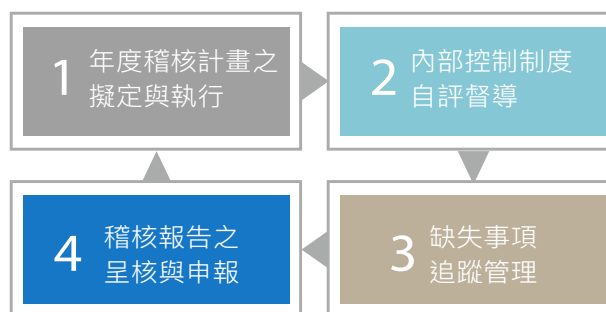 1
年度稽核計畫之
擬定與執行
2
內部控制制度
自評督導
4
稽核報告之
呈核與申報
3
缺失事項
追蹤管理